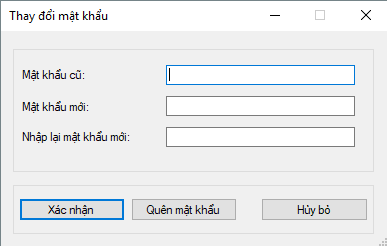 Thay đổi mật khẩu
Mật khẩu cũ:
Mật khẩu mới:
Nhập lại mật khẩu mới:
Xác nhận
Quên mật khẩu
Hủy bỏ